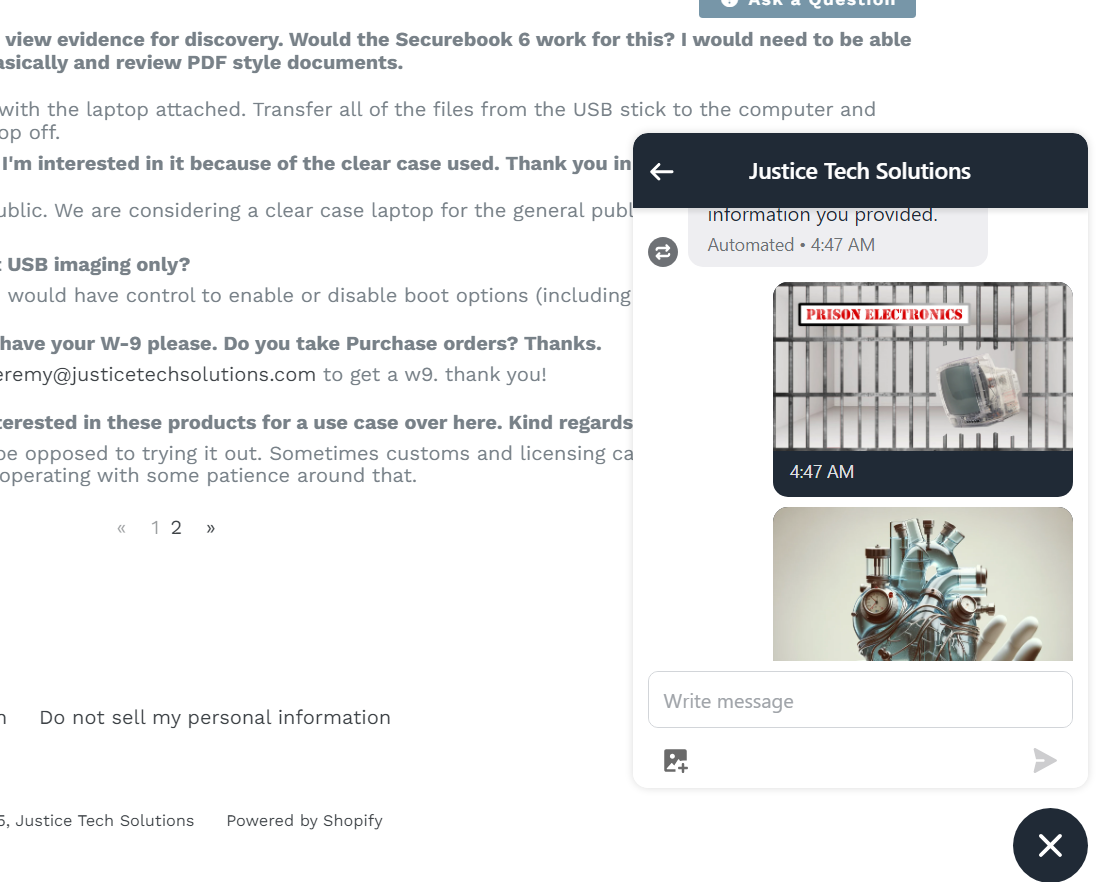 Ask a Question
view evidence for discovery. Would the Securebook 6 work for this? I would need to be able
asically and review PDF style documents.
with the laptop attached. Transfer all of the files from the USB stick to the computer and
op off.
I'm interested in it because of the clear case used. Thank you in
ublic. We are considering a clear case laptop for the general publ
t USB imaging only?
would have control to enable or disable boot options (including
have your W-9 please. Do you take Purchase orders? Thanks.
eremy@justicetechsolutions.com to get a w9. thank you!
terested in these products for a use case over here. Kind regards
be opposed to trying it out. Sometimes customs and licensing ca
operating with some patience around that.
« 1 2 »
n Do not sell my personal information
5, Justice Tech Solutions Powered by Shopify
Justice Tech Solutions
information you provided.
Automated • 4:47 AM
PRISON ELECTRONICS
4:47 AM
Write message